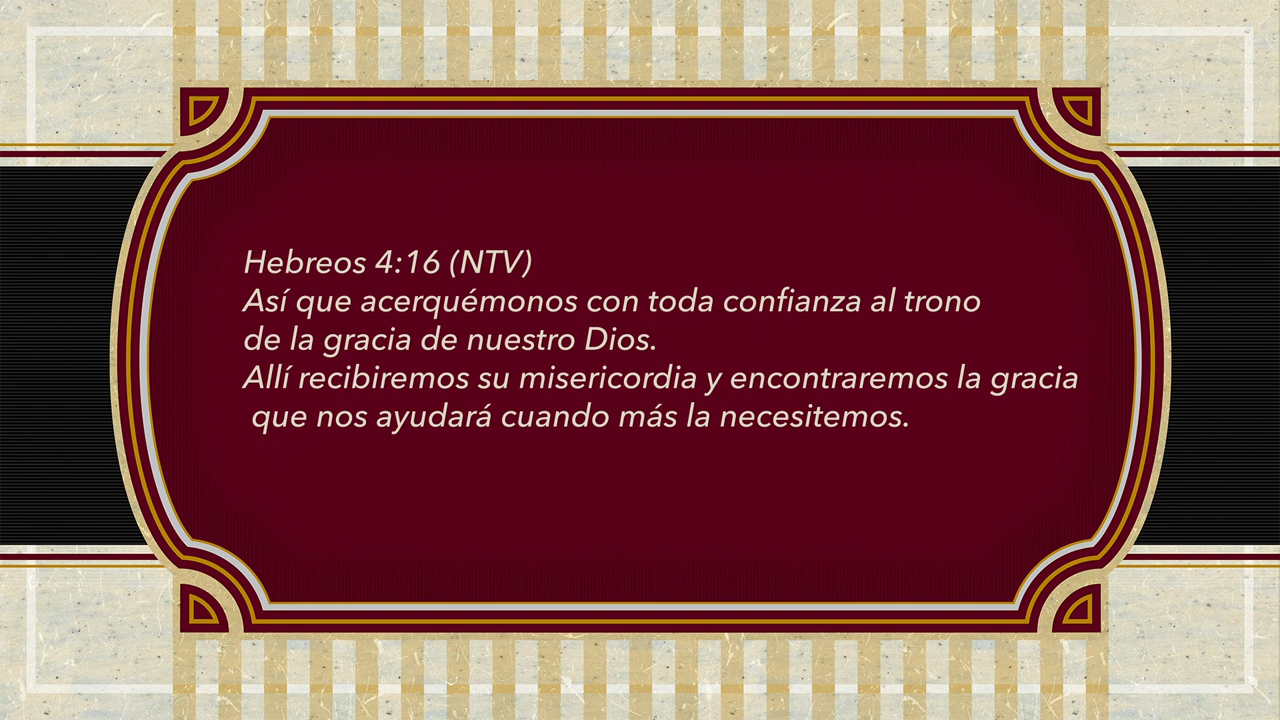 Hebreos 4:16 (NTV)
Así que acerquémonos con toda confianza al trono
de la gracia de nuestro Dios.
Allí recibiremos su misericordia y encontraremos la gracia
que nos ayudará cuando más la necesitemos.